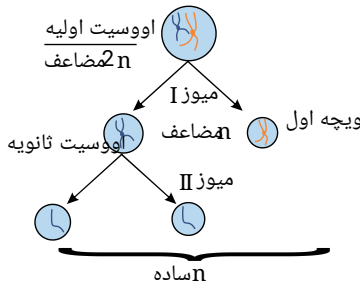 اووسیت اولیه
2n مضاعف
میوز I
ویچه اول
n مضاعف
اووسیت ثانویه
میوز II
n ساده